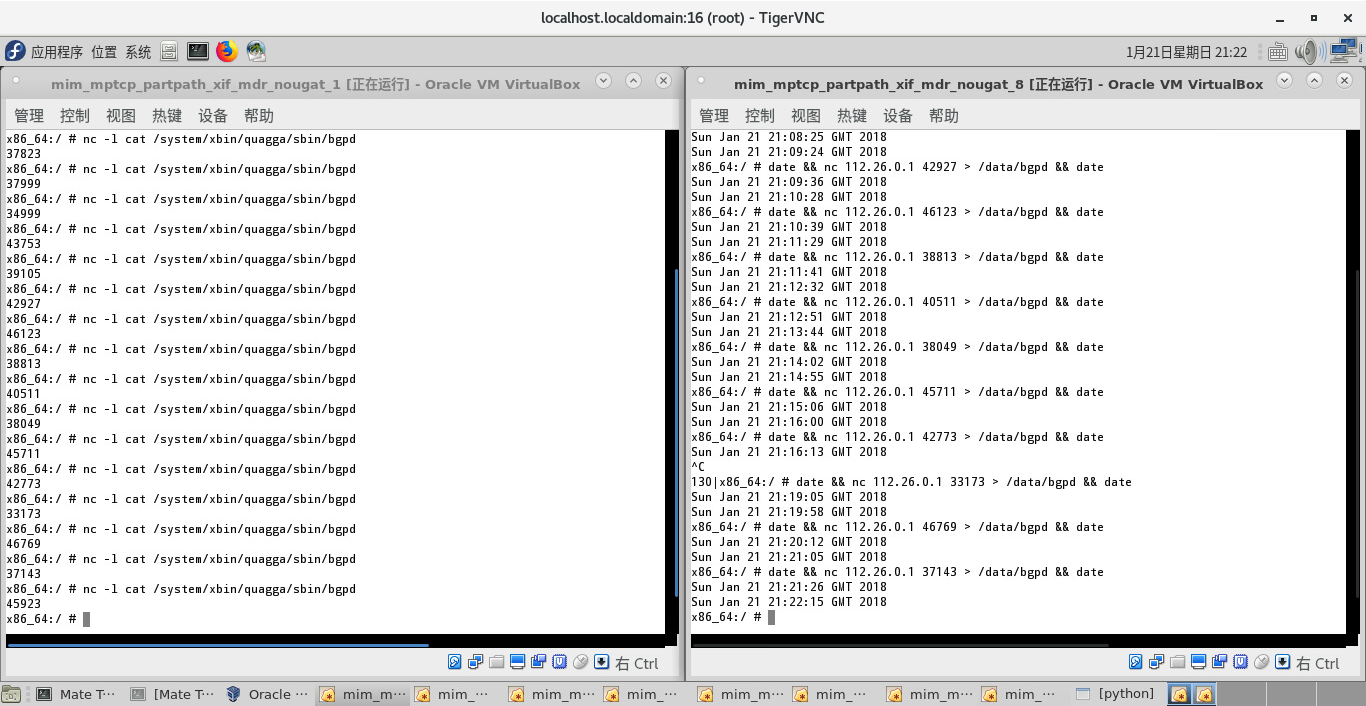 localhost.localdomain:16 (root) - TigerVNC
应用程序 位置 系统
1月21日星期日 21:22
mim_mptcp_partpath_xif_mdr_nougat_1 [正在运行] - Oracle VM VirtualBox
管理 控制 视图 热键 设备 帮助
x86_64:/ # nc -l cat /system/xbin/quagga/sbin/bgpd
37823
x86_64:/ # nc -l cat /system/xbin/quagga/sbin/bgpd
37999
x86_64:/ # nc -l cat /system/xbin/quagga/sbin/bgpd
34999
x86_64:/ # nc -l cat /system/xbin/quagga/sbin/bgpd
43753
x86_64:/ # nc -l cat /system/xbin/quagga/sbin/bgpd
39105
x86_64:/ # nc -l cat /system/xbin/quagga/sbin/bgpd
42927
x86_64:/ # nc -l cat /system/xbin/quagga/sbin/bgpd
46123
x86_64:/ # nc -l cat /system/xbin/quagga/sbin/bgpd
38813
x86_64:/ # nc -l cat /system/xbin/quagga/sbin/bgpd
40511
x86_64:/ # nc -l cat /system/xbin/quagga/sbin/bgpd
38049
x86_64:/ # nc -l cat /system/xbin/quagga/sbin/bgpd
45711
x86_64:/ # nc -l cat /system/xbin/quagga/sbin/bgpd
42773
x86_64:/ # nc -l cat /system/xbin/quagga/sbin/bgpd
33173
x86_64:/ # nc -l cat /system/xbin/quagga/sbin/bgpd
46769
x86_64:/ # nc -l cat /system/xbin/quagga/sbin/bgpd
37143
x86_64:/ # nc -l cat /system/xbin/quagga/sbin/bgpd
45923
x86_64:/ #
右 Ctrl
mim_mptcp_partpath_xif_mdr_nougat_8 [正在运行] - Oracle VM VirtualBox
管理 控制 视图 热键 设备 帮助
Sun Jan 21 21:08:25 GMT 2018
Sun Jan 21 21:09:24 GMT 2018
x86_64:/ # date && nc 112.26.0.1 42927 > /data/bgpd && date
Sun Jan 21 21:09:36 GMT 2018
Sun Jan 21 21:10:28 GMT 2018
x86_64:/ # date && nc 112.26.0.1 46123 > /data/bgpd && date
Sun Jan 21 21:10:39 GMT 2018
Sun Jan 21 21:11:29 GMT 2018
x86_64:/ # date && nc 112.26.0.1 38813 > /data/bgpd && date
Sun Jan 21 21:11:41 GMT 2018
Sun Jan 21 21:12:32 GMT 2018
x86_64:/ # date && nc 112.26.0.1 40511 > /data/bgpd && date
Sun Jan 21 21:12:51 GMT 2018
Sun Jan 21 21:13:44 GMT 2018
x86_64:/ # date && nc 112.26.0.1 38049 > /data/bgpd && date
Sun Jan 21 21:14:02 GMT 2018
Sun Jan 21 21:14:55 GMT 2018
x86_64:/ # date && nc 112.26.0.1 45711 > /data/bgpd && date
Sun Jan 21 21:15:06 GMT 2018
Sun Jan 21 21:16:00 GMT 2018
x86_64:/ # date && nc 112.26.0.1 42773 > /data/bgpd && date
Sun Jan 21 21:16:13 GMT 2018
^C
130|x86_64:/ # date && nc 112.26.0.1 33173 > /data/bgpd && date
Sun Jan 21 21:19:05 GMT 2018
Sun Jan 21 21:19:58 GMT 2018
x86_64:/ # date && nc 112.26.0.1 46769 > /data/bgpd && date
Sun Jan 21 21:20:12 GMT 2018
Sun Jan 21 21:21:05 GMT 2018
x86_64:/ # date && nc 112.26.0.1 37143 > /data/bgpd && date
Sun Jan 21 21:21:26 GMT 2018
Sun Jan 21 21:22:15 GMT 2018
x86_64:/ #
右 Ctrl
Mate T··· [Mate T··· Oracle ··· mim_m··· mim_··· mim_m··· mim_··· mim_m··· mim_··· mim_m··· mim_··· [python]